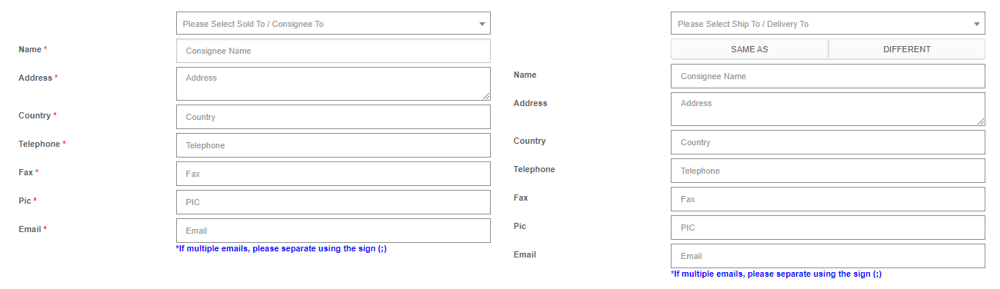 Please Select Sold To / Consignee To
Name * Consignee Name
Address * Address
Country * Country
Telephone * Telephone
Fax * Fax
Pic * PIC
Email * Email
*If multiple emails, please separate using the sign (;)
Please Select Ship To / Delivery To
SAME AS DIFFERENT
Name Consignee Name
Address Address
Country Country
Telephone Telephone
Fax Fax
Pic PIC
Email Email
*If multiple emails, please separate using the sign (;)